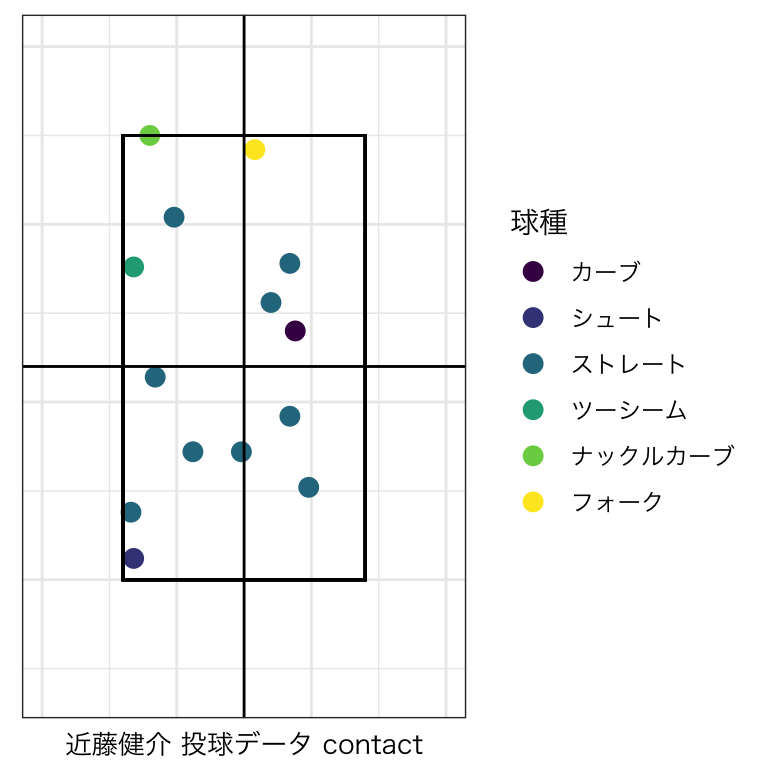 球種
カーブ
シュート
ストレート
ツーシーム
ナックルカーブ
フォーク
近藤健介 投球データ contact